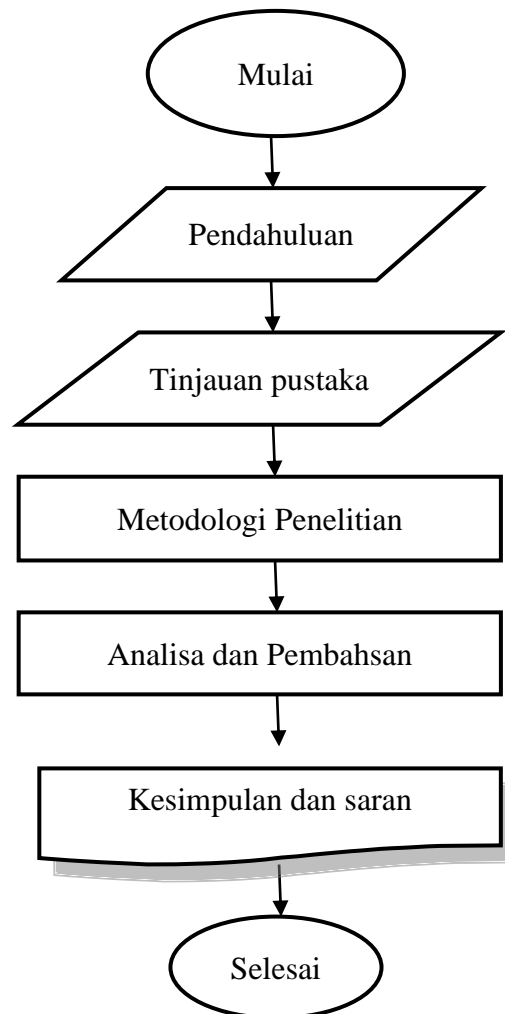 Mulai
Pendahuluan
Tinjauan pustaka
Metodologi Penelitian
Analisa dan Pembahsan
Kesimpulan dan saran
Selesai